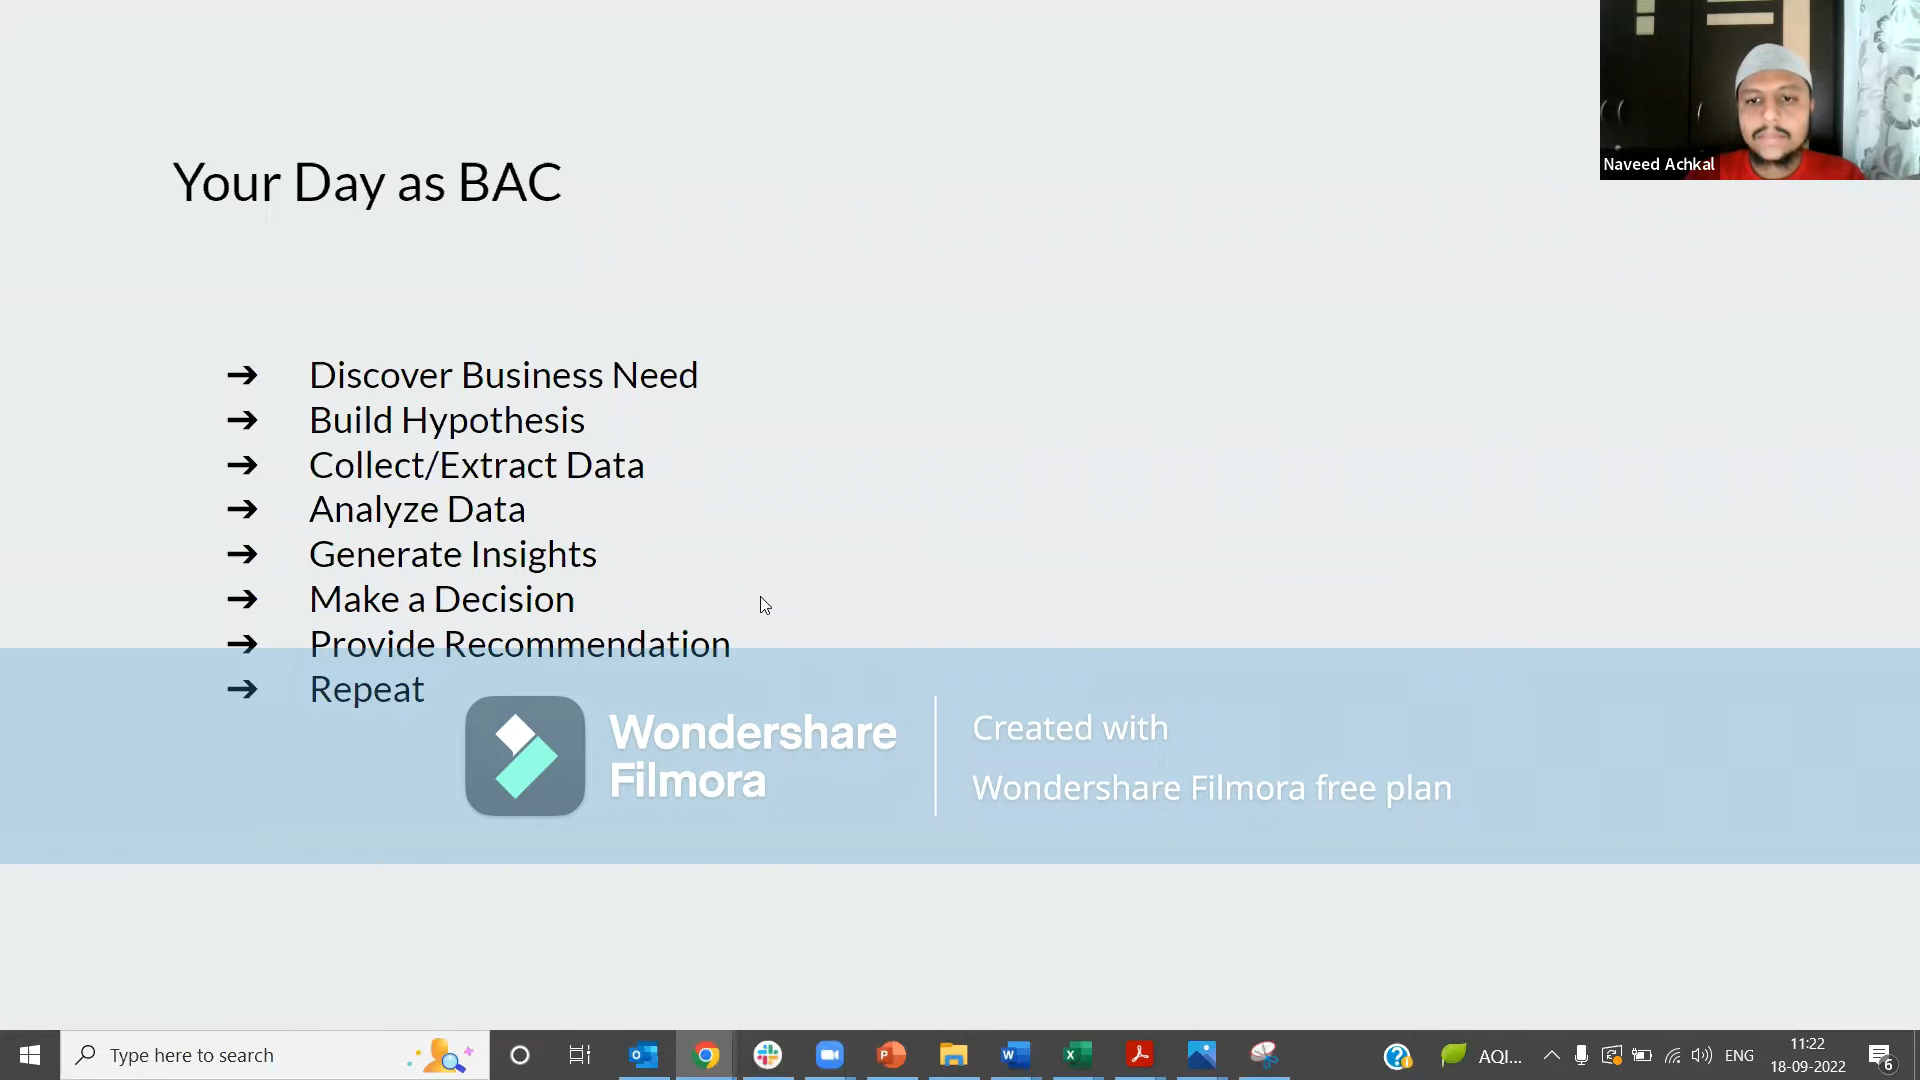 Naveed Achkal
Your Day as BAC
➔ Discover Business Need
➔ Build Hypothesis
➔ Collect/Extract Data
➔ Analyze Data
➔ Generate Insights
➔ Make a Decision
➔ Provide Recommendation
➔ Repeat
Wondershare
Filmora
Created with
Wondershare Filmora free plan
Type here to search
AQI...
ENG
11:22
18-09-2022
6